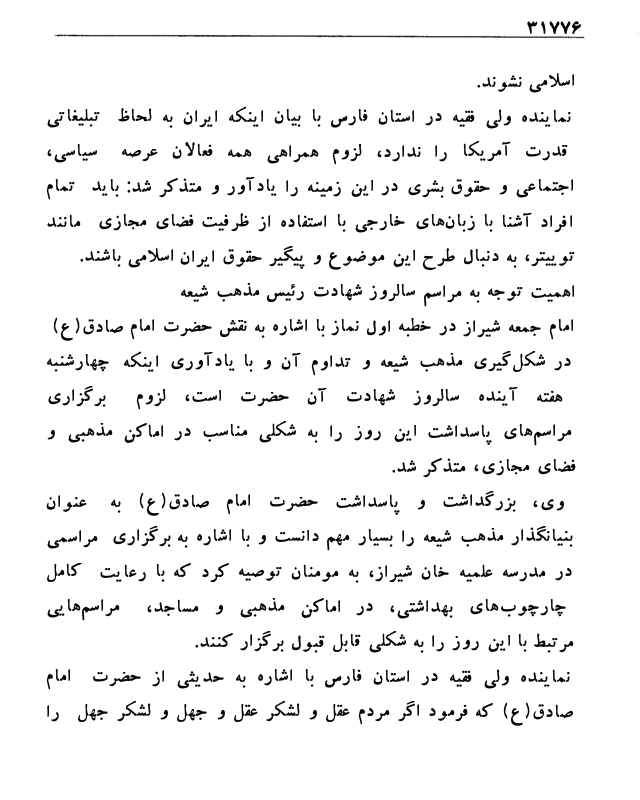 ۳۱۷۷۶
اسلامی نشوند.
نماینده ولی فقیه در استان فارس با بیان اینکه ایران به لحاظ تبلیغاتی
قدرت آمریکا را ندارد، لزوم همراهی همه فعالان عرصه سیاسی،
اجتماعی و حقوق بشری در این زمینه را یادآور و متذکر شد: باید تمام
افراد آشنا با زبان‌های خارجی با استفاده از ظرفیت فضای مجازی مانند
توییتر، به دنبال طرح این موضوع و پیگیر حقوق ایران اسلامی باشند.
اهمیت توجه به مراسم سالروز شهادت رئیس مذهب شیعه
امام جمعه شیراز در خطبه اول نماز با اشاره به نقش حضرت امام صادق(ع)
در شکل‌گیری مذهب شیعه و تداوم آن و با یادآوری اینکه چهارشنبه
هفته آینده سالروز شهادت آن حضرت است، لزوم برگزاری
مراسم‌های پاسداشت این روز را به شکلی مناسب در اماکن مذهبی و
فضای مجازی، متذکر شد.
وی، بزرگداشت و پاسداشت حضرت امام صادق(ع) به عنوان
بنیانگذار مذهب شیعه را بسیار مهم دانست و با اشاره به برگزاری مراسمی
در مدرسه علمیه خان شیراز، به مومنان توصیه کرد که با رعایت کامل
چارچوب‌های بهداشتی، در اماکن مذهبی و مساجد، مراسم‌هایی
مرتبط با این روز را به شکلی قابل قبول برگزار کنند.
نماینده ولی فقیه در استان فارس با اشاره به حدیثی از حضرت امام
صادق(ع) که فرمود اگر مردم عقل و لشکر عقل و جهل و لشکر جهل را